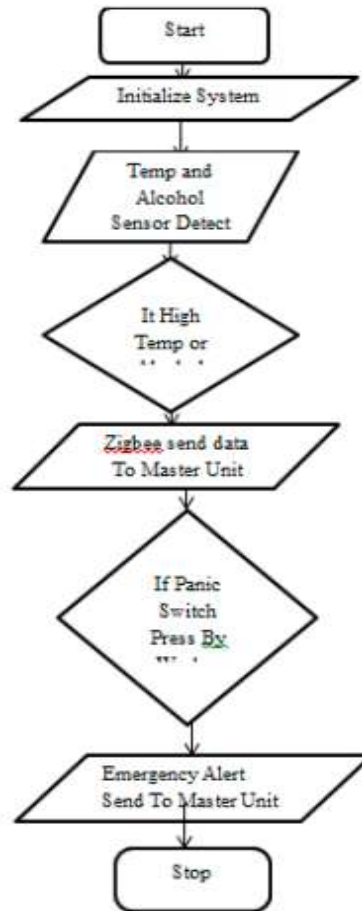 Start
Initialize System
Temp and
Alcohol
Sensor Detect
It High
Temp or
Zigbee send data
To Master Unit
If Panic
Switch
Press By
Emergency Alert
Send To Master Unit
Stop